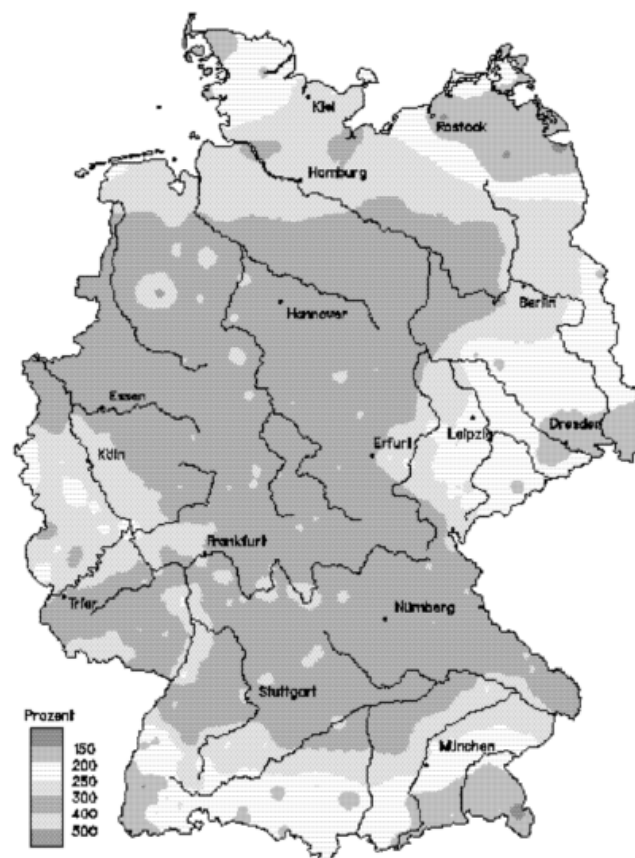 Kiel
Rostock
Hamburg
Hannover
Berlin
Essen
Köln
Erfurt
Leipzig
Dresden
Frankfurt
Trier
Nürnberg
Stuttgart
München
Prozent
150
200
250
300
400
500